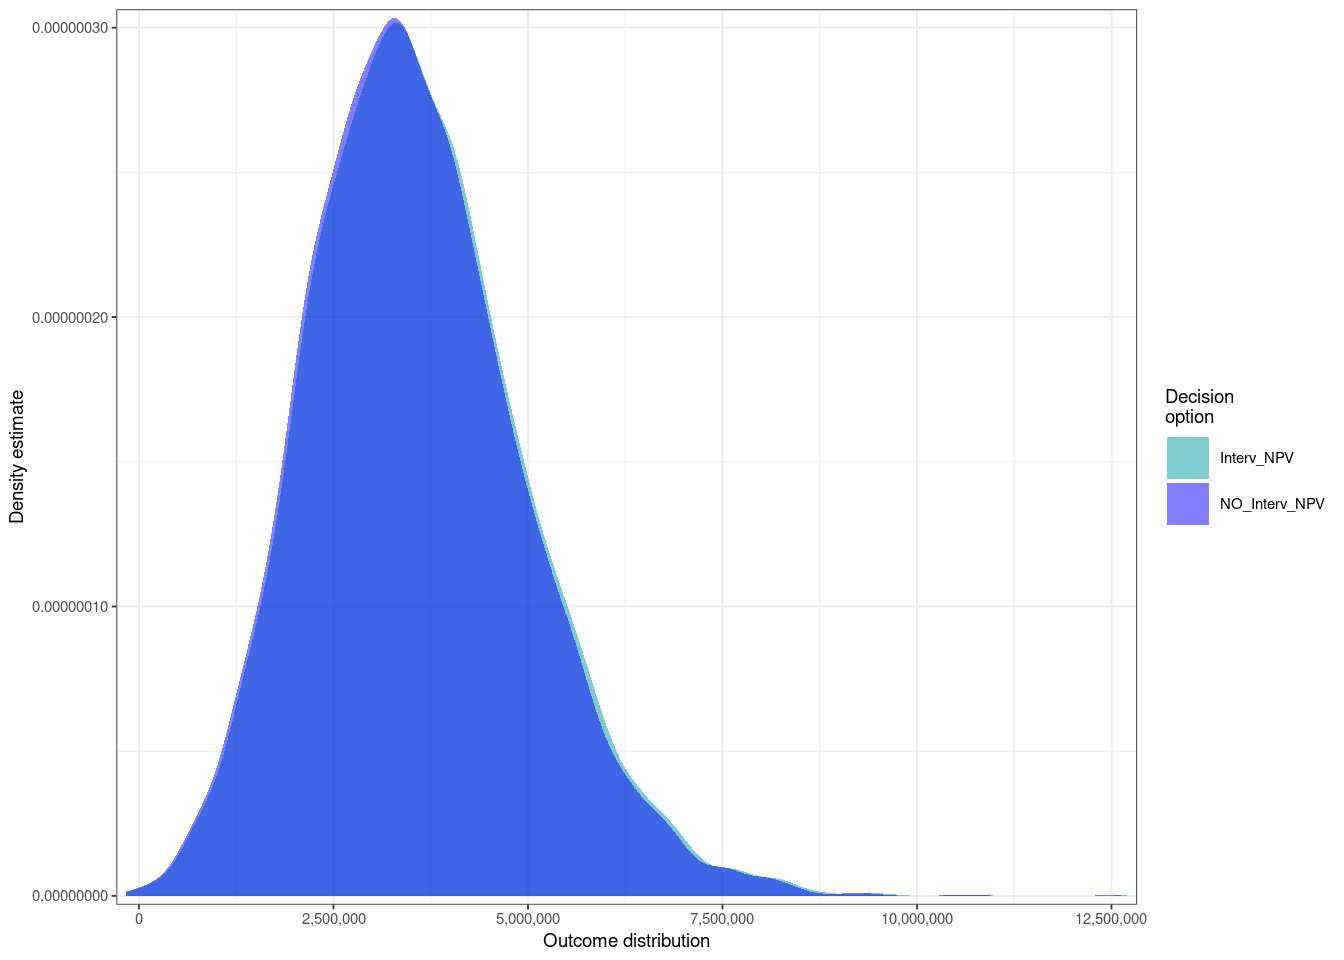 0.00000030
0.00000020
0.00000010
0.00000000
Density estimate
0
2,500,000
5,000,000
7,500,000
10,000,000
12,500,000
Outcome distribution
Decision
option
Interv_NPV
NO_Interv_NPV